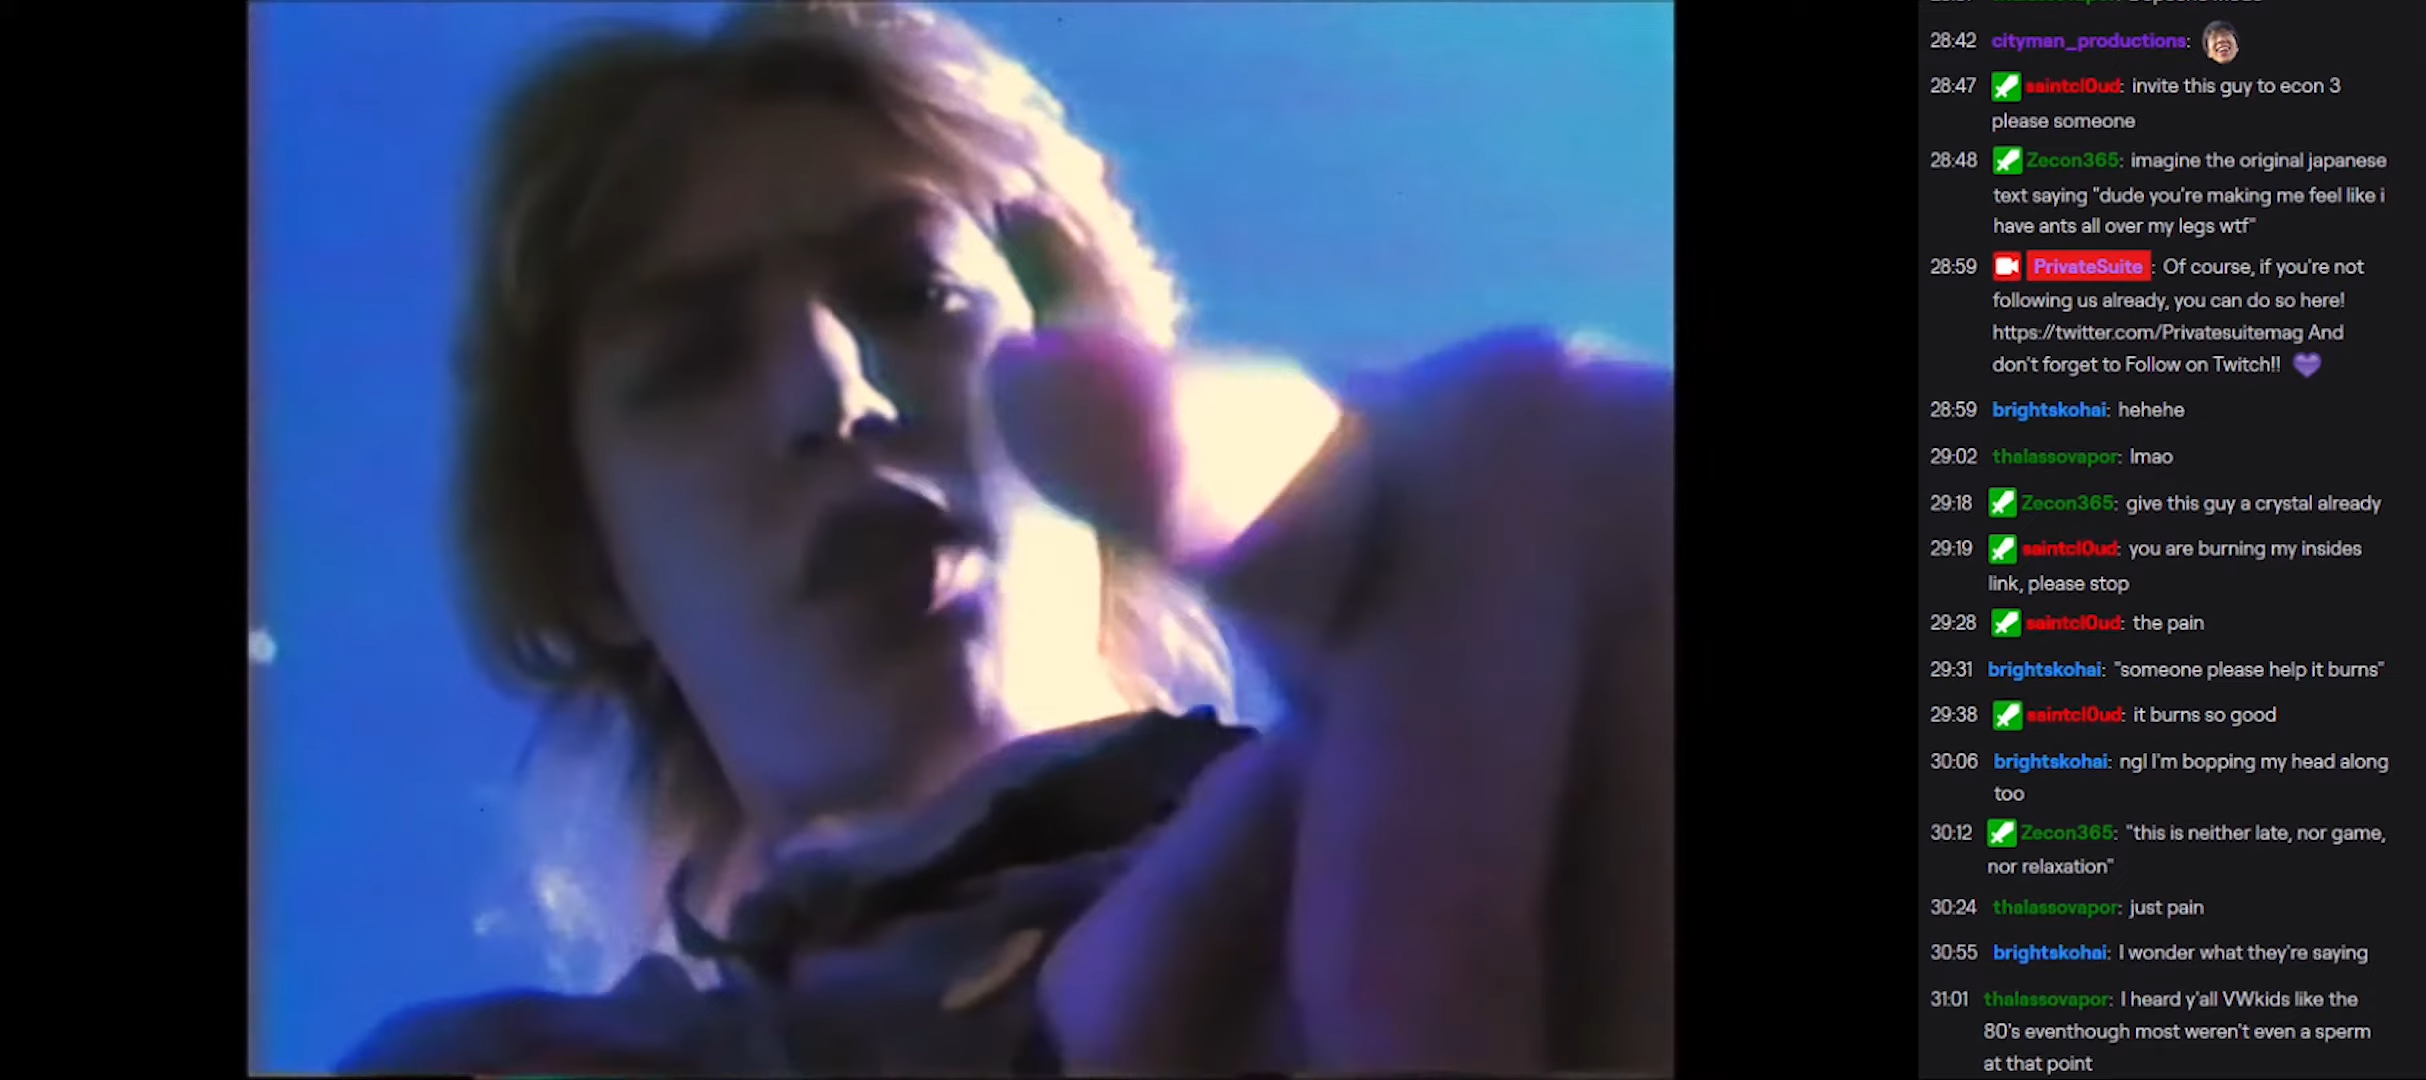 28:42 cityman_productions:
28:47 saintcl0ud: invite this guy to econ 3
please someone
28:48 Zecon365: imagine the original japanese
text saying "dude you're making me feel like i
have ants all over my legs wtf"
28:59 PrivateSuite: Of course, if you're not
following us already, you can do so here!
https://twitter.com/Privatesuitemag And
don't forget to Follow on Twitch!!
28:59 brightskohai: hehehe
29:02 thalassovapor: lmao
29:18 Zecon365: give this guy a crystal already
29:19 saintcl0ud: you are burning my insides
link, please stop
29:28 saintcl0ud: the pain
29:31 brightskohai: "someone please help it burns"
29:38 saintcl0ud: it burns so good
30:06 brightskohai: ngl I'm bopping my head along
too
30:12 Zecon365: "this is neither late, nor game,
nor relaxation"
30:24 thalassovapor: just pain
30:55 brightskohai: I wonder what they're saying
31:01 thalassovapor: I heard y'all VWkids like the
80's eventhough most weren't even a sperm
at that point